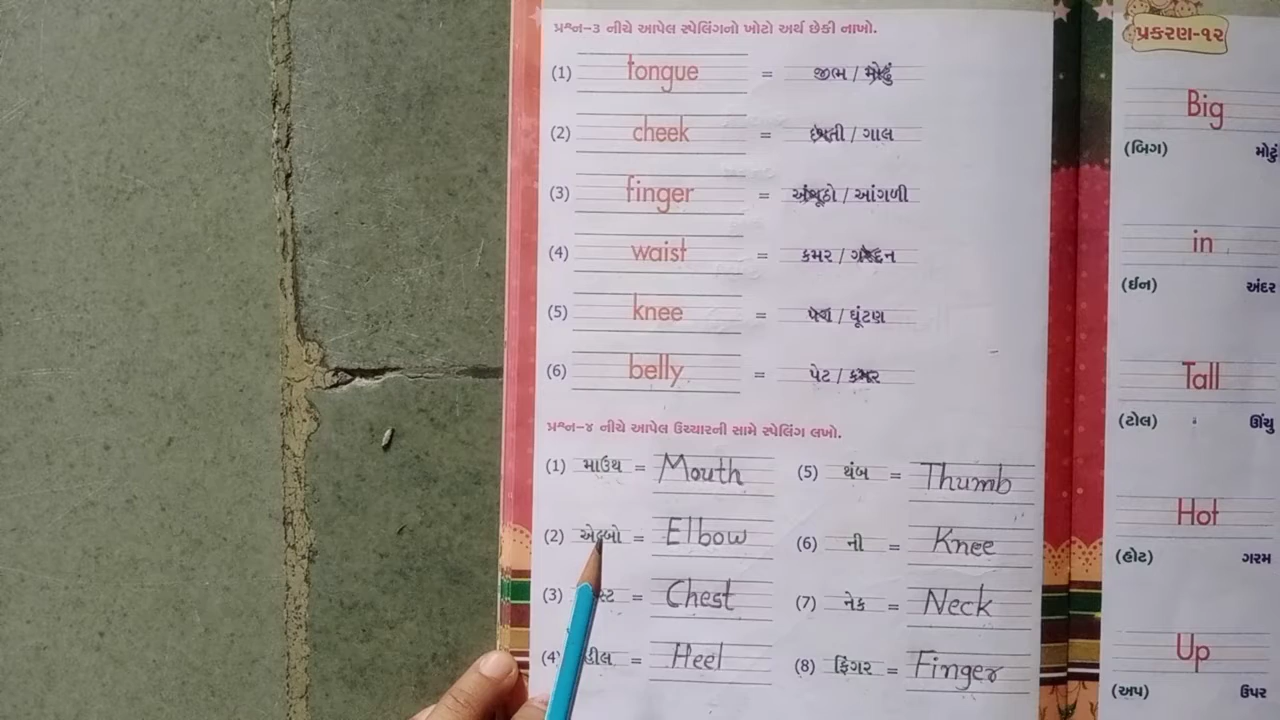 પ્રશ્ન-૩ નીચે આપેલ સ્પેલિંગનો ખોટો અર્થ છેકી નાખો.
(1) tongue = જીભ / મોઢું
(2) cheek = છાતી / ગાલ
(3) finger = અંગૂઠો / આંગળી
(4) waist = કમર / ગરદન
(5) knee = / ઘૂંટણ
(6) belly = પેટ / કમર
પ્રશ્ન-૪ નીચે આપેલ ઉચ્ચારની સામે સ્પેલિંગ લખો.
(1) માઉથ = Mouth (5) થંબ = Thumb
(2) એલ્બો = Elbow (6) ની = Knee
(3) = Chest (7) નેક = Neck
(4) હીલ = Heel (8) ફિંગર = Finger
પ્રકરણ-૧૨
Big
(બિગ) મોટું
in
(ઈન) અંદર
Tall
(ટોલ) ઊંચુ
Hot
(હોટ) ગરમ
Up
(અપ) ઉપર